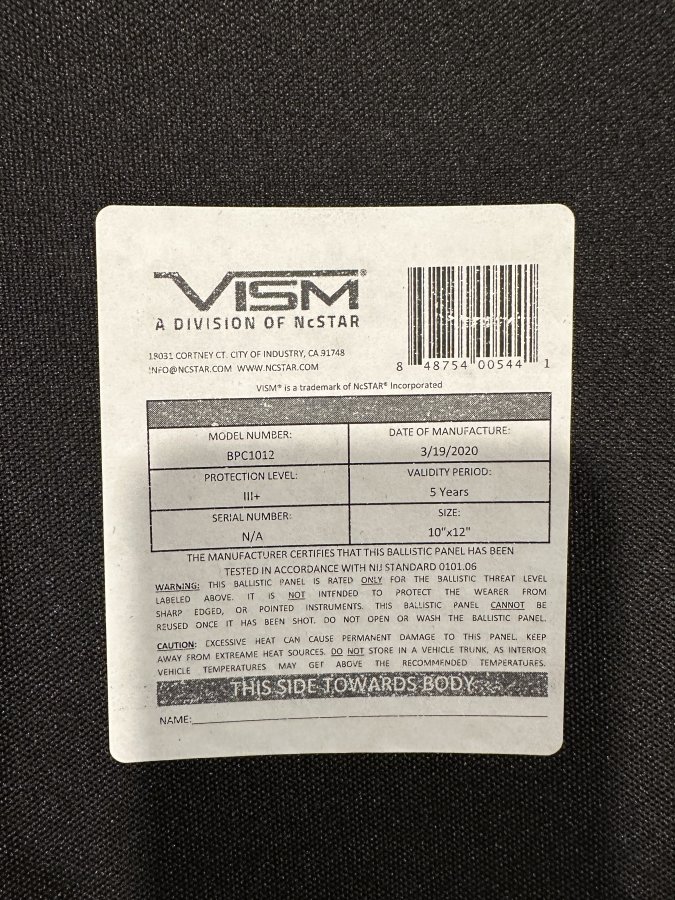 VISM®
A DIVISION OF NcSTAR
18031 CORTNEY CT. CITY OF INDUSTRY, CA 91748
INFO@NCSTAR.COM WWW.NCSTAR.COM
8 48754 00544 1
VISM® is a trademark of NcSTAR® Incorporated
MODEL NUMBER: DATE OF MANUFACTURE:
BPC1012 3/19/2020
PROTECTION LEVEL: VALIDITY PERIOD:
III+ 5 Years
SERIAL NUMBER: SIZE:
N/A 10"x12"
THE MANUFACTURER CERTIFIES THAT THIS BALLISTIC PANEL HAS BEEN
TESTED IN ACCORDANCE WITH NIJ STANDARD 0101.06
WARNING: THIS BALLISTIC PANEL IS RATED ONLY FOR THE BALLISTIC THREAT LEVEL
LABELED ABOVE. IT IS NOT INTENDED TO PROTECT THE WEARER FROM
SHARP EDGED, OR POINTED INSTRUMENTS. THIS BALLISTIC PANEL CANNOT BE
REUSED ONCE IT HAS BEEN SHOT. DO NOT OPEN OR WASH THE BALLISTIC PANEL.
CAUTION: EXCESSIVE HEAT CAN CAUSE PERMANENT DAMAGE TO THIS PANEL. KEEP
AWAY FROM EXTREAME HEAT SOURCES. DO NOT STORE IN A VEHICLE TRUNK, AS INTERIOR
VEHICLE TEMPERATURES MAY GET ABOVE THE RECOMMENDED TEMPERATURES.
THIS SIDE TOWARDS BODY
NAME: